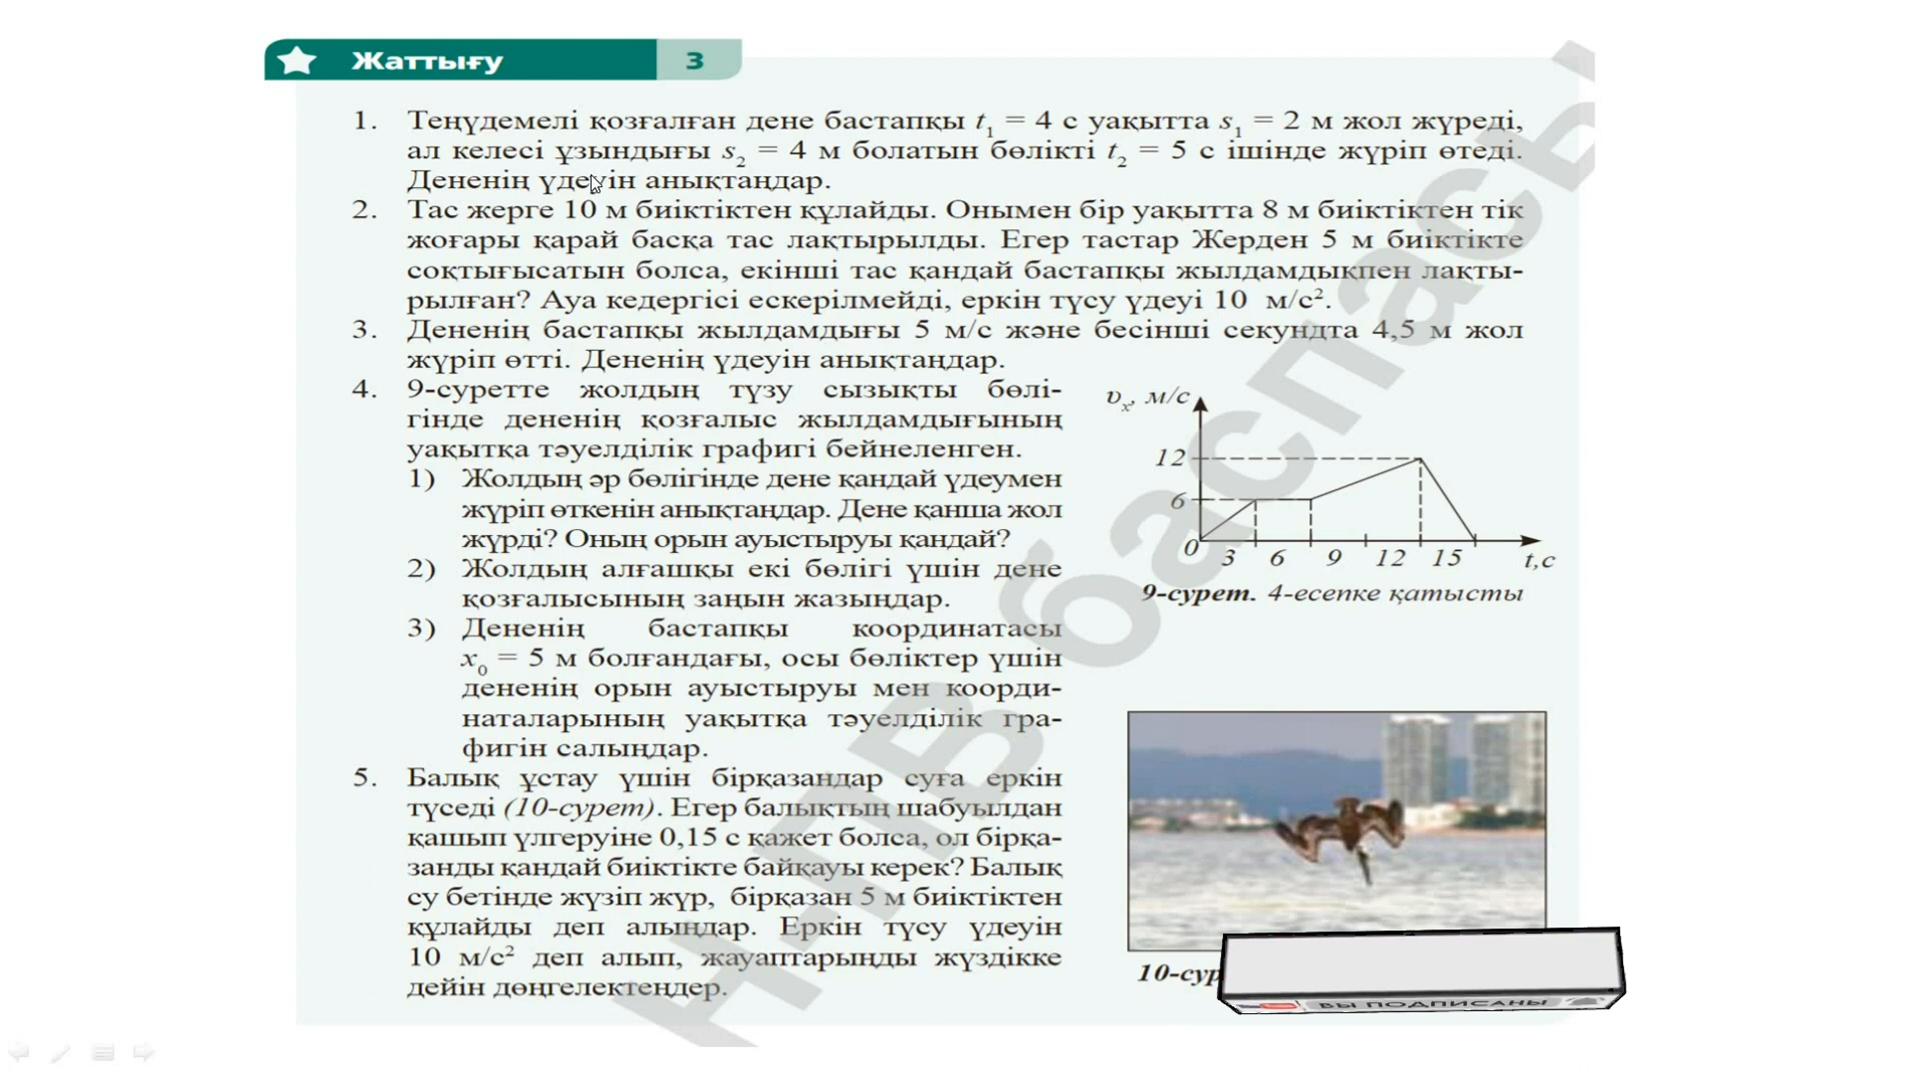 Жаттығу 3
1. Теңүдемелі қозғалған дене бастапқы t₁ = 4 с уақытта s₁ = 2 м жол жүреді,
ал келесі ұзындығы s₂ = 4 м болатын бөлікті t₂ = 5 с ішінде жүріп өтеді.
Дененің үдеуін анықтаңдар.
2. Тас жерге 10 м биіктіктен құлайды. Онымен бір уақытта 8 м биіктіктен тік
жоғары қарай басқа тас лақтырылды. Егер тастар Жерден 5 м биіктікте
соқтығысатын болса, екінші тас қандай бастапқы жылдамдықпен лақты-
рылған? Ауа кедергісі ескерілмейді, еркін түсу үдеуі 10 м/с².
3. Дененің бастапқы жылдамдығы 5 м/с және бесінші секундта 4,5 м жол
жүріп өтті. Дененің үдеуін анықтаңдар.
4. 9-суретте жолдың түзу сызықты бөлі-
гінде дененің қозғалыс жылдамдығының
уақытқа тәуелділік графигі бейнеленген.
1) Жолдың әр бөлігінде дене қандай үдеумен
жүріп өткенін анықтаңдар. Дене қанша жол
жүрді? Оның орын ауыстыруы қандай?
2) Жолдың алғашқы екі бөлігі үшін дене
қозғалысының заңын жазыңдар.
3) Дененің бастапқы координатасы
x₀ = 5 м болғандағы, осы бөліктер үшін
дененің орын ауыстыруы мен коорди-
наталарының уақытқа тәуелділік гра-
фигін салыңдар.
5. Балық ұстау үшін бірқазандар суға еркін
түседі (10-сурет). Егер балықтың шабуылдан
қашып үлгеруіне 0,15 с қажет болса, ол бірқа-
занды қандай биіктікте байқауы керек? Балық
су бетінде жүзіп жүр, бірқазан 5 м биіктіктен
құлайды деп алыңдар. Еркін түсу үдеуін
10 м/с² деп алып, жауаптарыңды жүздікке
дейін дөңгелектеңдер.
υₓ, м/с
12
6
0 3 6 9 12 15 t,с
9-сурет. 4-есепке қатысты
10-сур
ВЫ ПОДПИСАНЫ
НПВ баспасы